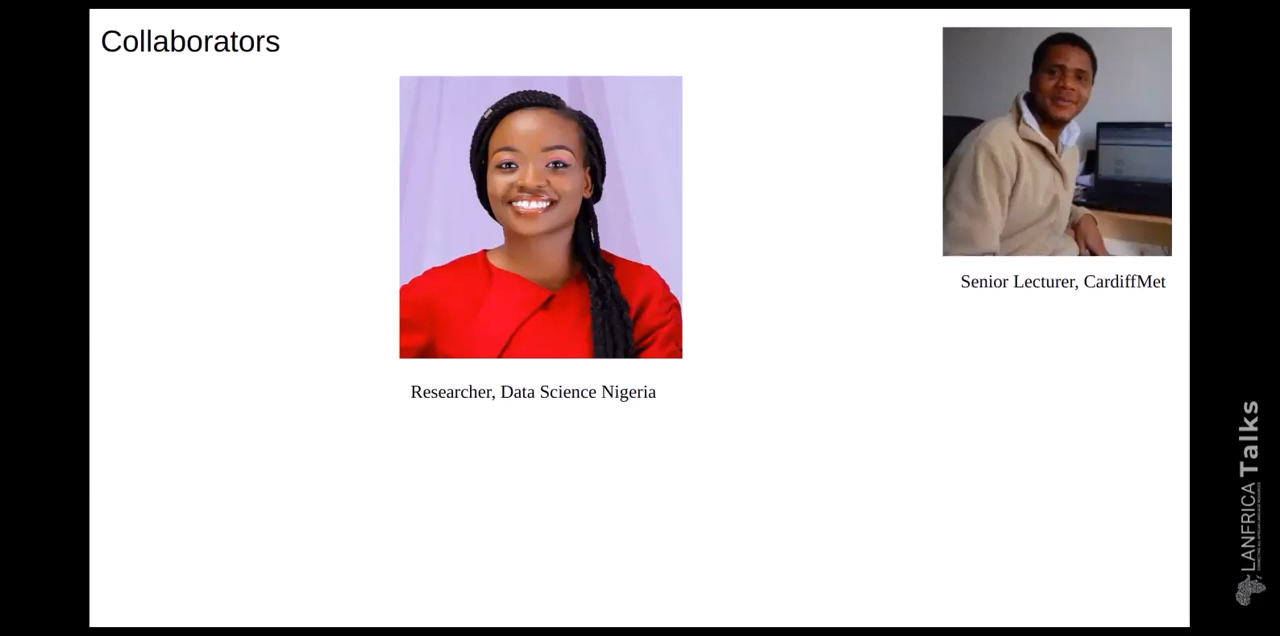 Collaborators
Senior Lecturer, CardiffMet
Researcher, Data Science Nigeria
LANFRICA Talks